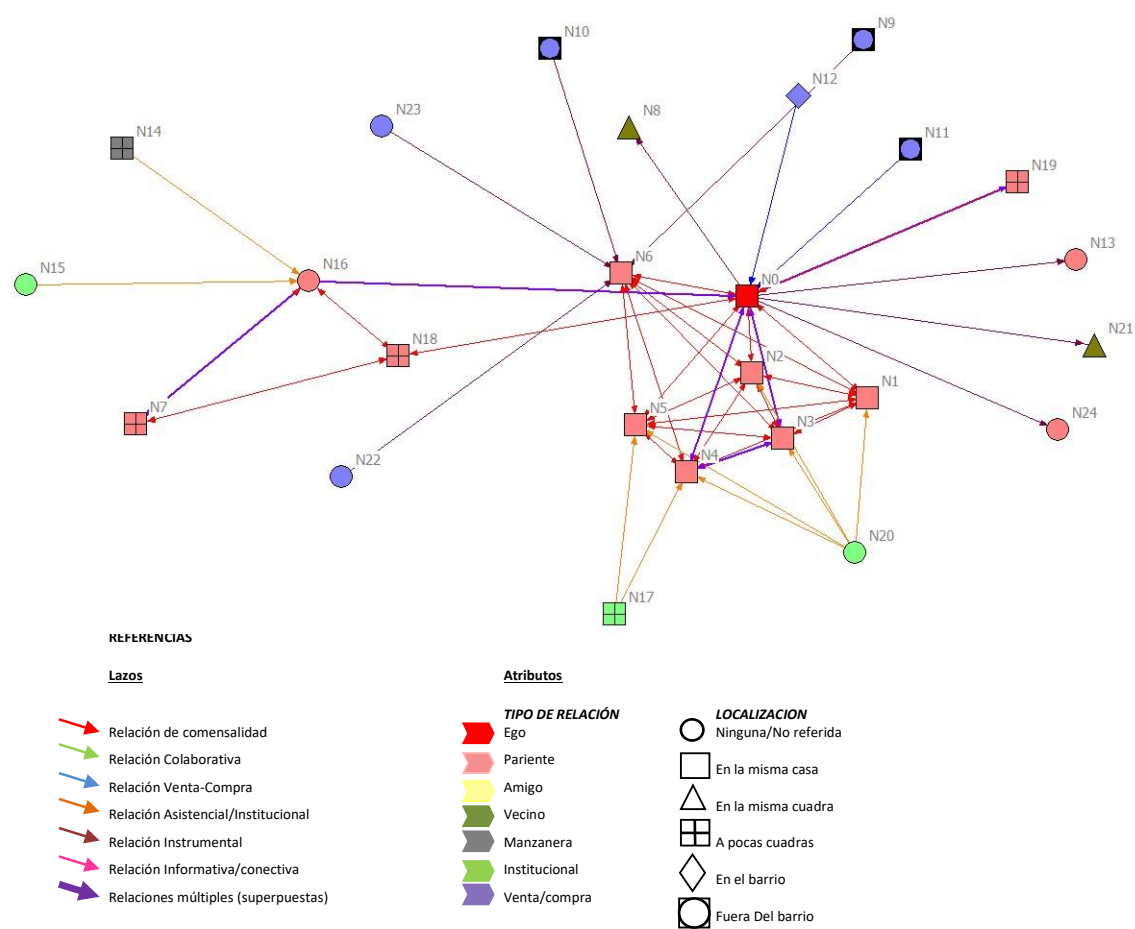 N10
N9
N12
N23
N8
N14
N11
N19
N6
N13
N15
N16
N0
N21
N18
N2
N1
N7
N5
N3
N24
N4
N22
N20
N17
REFERENCIAS
Lazos
Atributos
TIPO DE RELACIÓN
LOCALIZACION
Relación de comensalidad
Ego
Ninguna/No referida
Relación Colaborativa
Pariente
En la misma casa
Relación Venta-Compra
Amigo
En la misma cuadra
Relación Asistencial/Institucional
Vecino
Relación Instrumental
Manzanera
A pocas cuadras
Relación Informativa/conectiva
Institucional
En el barrio
Relaciones múltiples (superpuestas)
Venta/compra
Fuera Del barrio